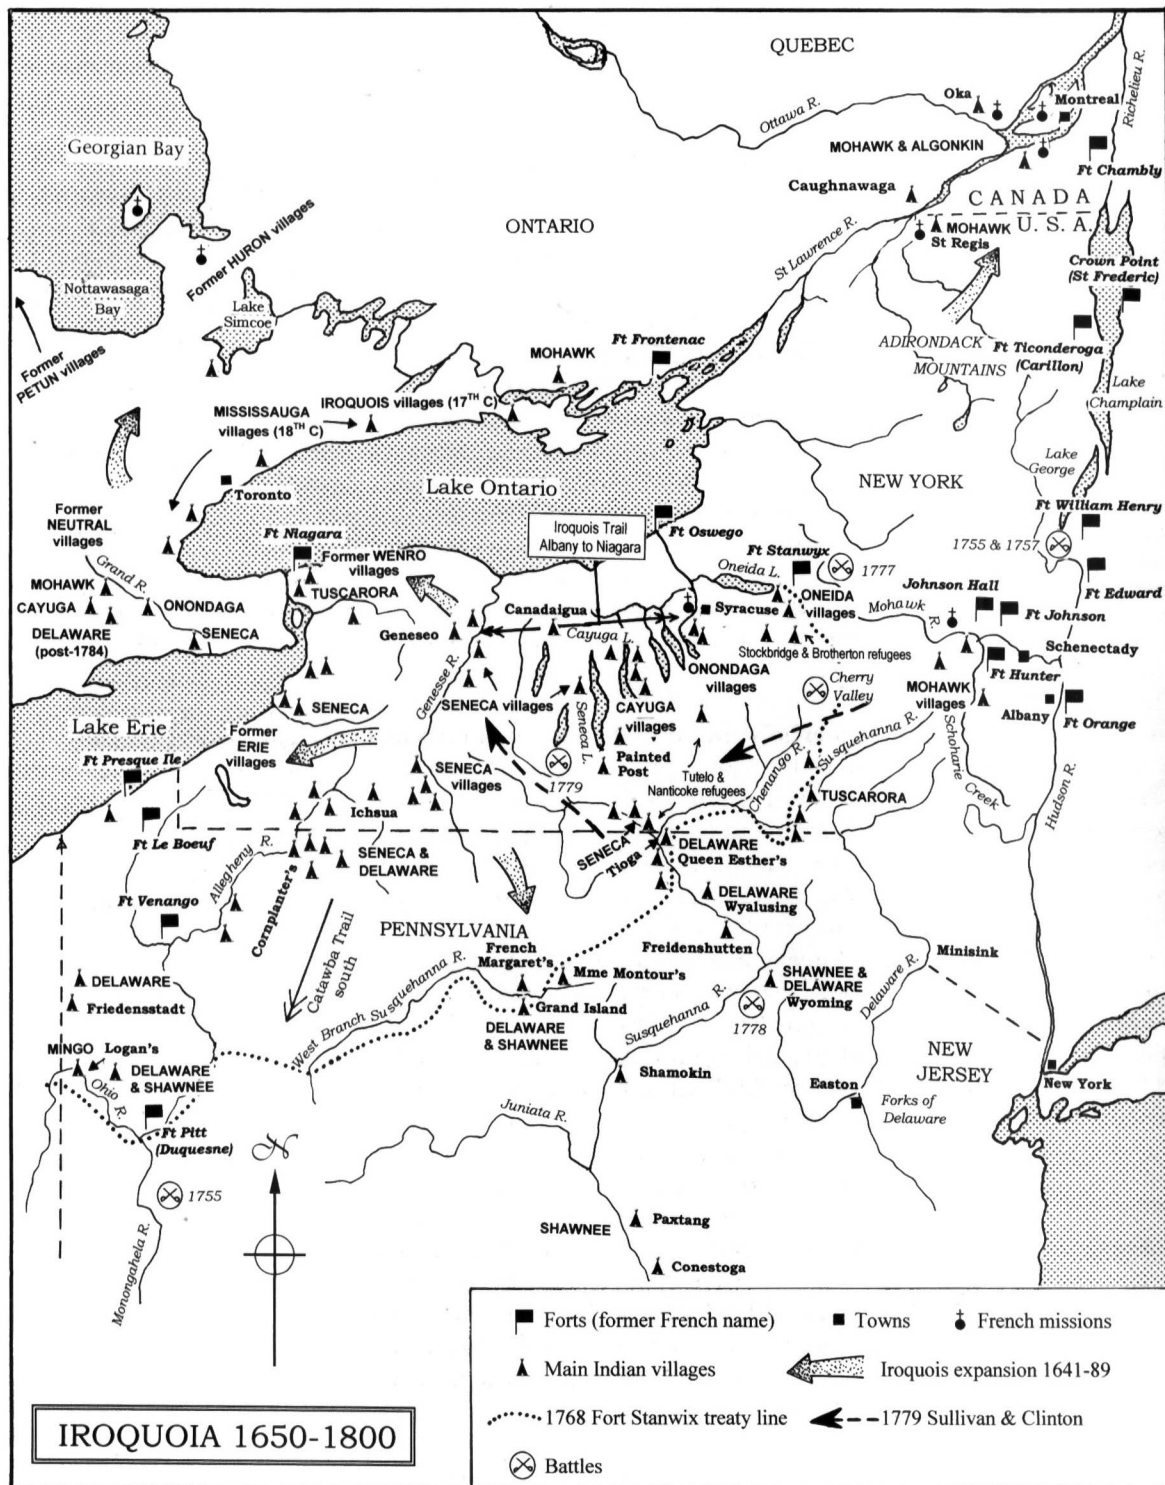 QUEBEC
Oka
Montreal
Richelieu R.
Ottawa R.
Georgian Bay
MOHAWK & ALGONKIN
Ft Chambly
Caughnawaga
CANADA
U. S. A.
ONTARIO
MOHAWK
St Regis
St Lawrence R.
Former HURON villages
Crown Point
(St Frederic)
Nottawasaga
Bay
Lake
Simcoe
Former
PETUN villages
Ft Frontenac
MOHAWK
ADIRONDACK
MOUNTAINS
Ft Ticonderoga
(Carillon)
Lake
Champlain
IROQUOIS villages (17TH C)
MISSISSAUGA
villages (18TH C)
Lake
George
Toronto
Lake Ontario
NEW YORK
Former
NEUTRAL
villages
Ft William Henry
Iroquois Trail
Albany to Niagara
Ft Oswego
Ft Niagara
Former WENRO
villages
Ft Stanwyx
1777
1755 & 1757
Grand R.
Oneida L.
Johnson Hall
Ft Edward
MOHAWK
CAYUGA
DELAWARE
(post-1784)
ONONDAGA
SENECA
TUSCARORA
Geneseo
Canadaigua
Cayuga L.
Syracuse
ONEIDA
villages
Mohawk R.
Ft Johnson
Stockbridge & Brotherton refugees
Schenectady
Ft Hunter
ONONDAGA
villages
Cherry
Valley
MOHAWK
villages
Albany
Ft Orange
Genesse R.
SENECA villages
Seneca L.
CAYUGA
villages
SENECA
Lake Erie
Former
ERIE
villages
Ft Presque Ile
Painted
Post
Susquehanna R.
Schoharie
Creek
Chenango R.
Tutelo &
Nanticoke refugees
SENECA
villages
1779
Hudson R.
TUSCARORA
Ichsua
Ft Le Boeuf
Allegheny R.
SENECA &
DELAWARE
SENECA
Tioga
DELAWARE
Queen Esther's
Ft Venango
Cornplanter's
DELAWARE
Wyalusing
PENNSYLVANIA
Freidenshutten
Minisink
Catawba Trail
south
French
Margaret's
Mme Montour's
West Branch Susquehanna R.
Grand Island
DELAWARE
& SHAWNEE
SHAWNEE &
DELAWARE
Wyoming
Delaware R.
DELAWARE
Friedensstadt
Susquehanna R.
1778
NEW
JERSEY
MINGO
Logan's
DELAWARE
& SHAWNEE
Ohio R.
Shamokin
New York
Easton
Forks of
Delaware
Ft Pitt
(Duquesne)
Juniata R.
N
1755
Monongahela R.
SHAWNEE
Paxtang
Conestoga
Forts (former French name)
Towns
French missions
Main Indian villages
Iroquois expansion 1641-89
1768 Fort Stanwix treaty line
1779 Sullivan & Clinton
Battles
IROQUOIA 1650-1800